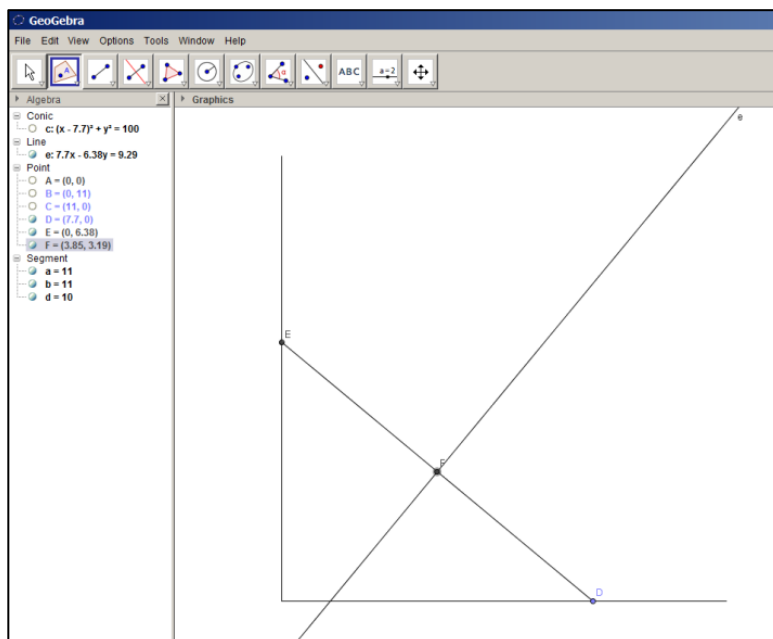 GeoGebra
File Edit View Options Tools Window Help
A α ABC a=2
Algebra
Graphics
Conic
c: (x - 7.7)² + y² = 100
Line
e: 7.7x - 6.38y = 9.29
Point
A = (0, 0)
B = (0, 11)
C = (11, 0)
D = (7.7, 0)
E = (0, 6.38)
F = (3.85, 3.19)
Segment
a = 11
b = 11
d = 10
e
E
F
D